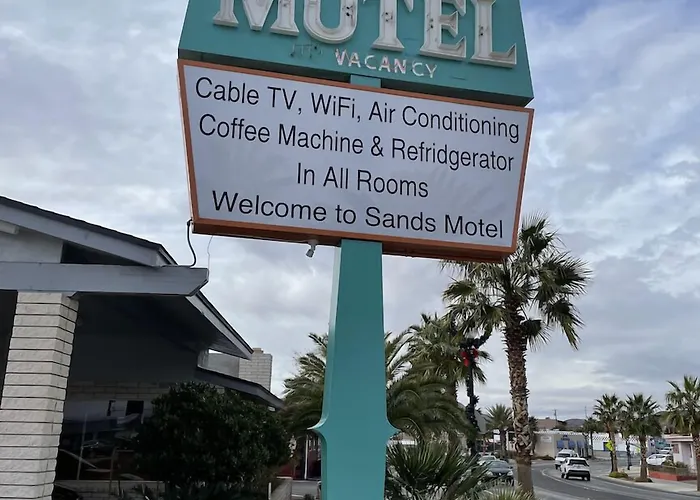 MOTEL
VACANCY
Cable TV, WiFi, Air Conditioning
Coffee Machine & Refridgerator
In All Rooms
Welcome to Sands Motel